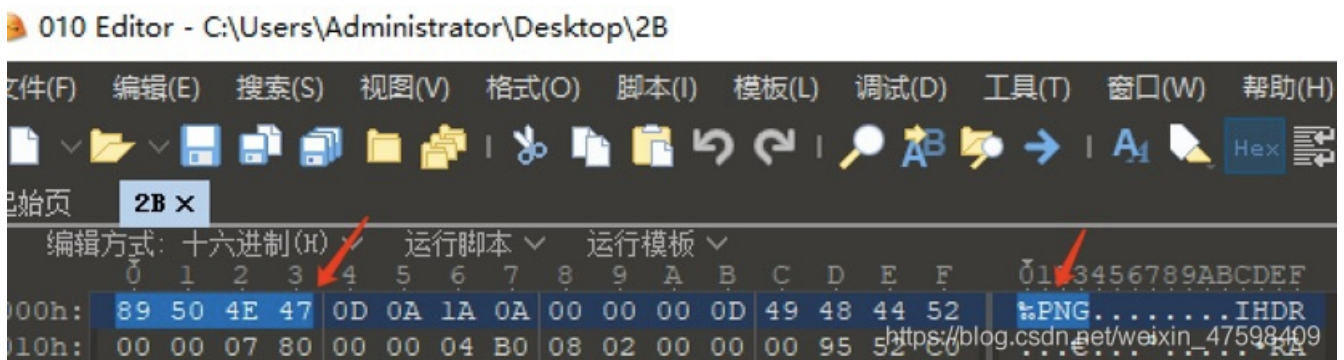 010 Editor - C:\Users\Administrator\Desktop\2B
文件(F) 编辑(E) 搜索(S) 视图(V) 格式(O) 脚本(I) 模板(L) 调试(D) 工具(T) 窗口(W) 帮助(H)
Hex
起始页 2B ×
编辑方式: 十六进制(H) 运行脚本 运行模板
0 1 2 3 4 5 6 7 8 9 A B C D E F 0123456789ABCDEF
000h: 89 50 4E 47 0D 0A 1A 0A 00 00 00 0D 49 48 44 52 ‰PNG........IHDR
010h: 00 00 07 80 00 00 04 B0 08 02 00 00 00 95 52 C0
https://blog.csdn.net/weixin_47598409